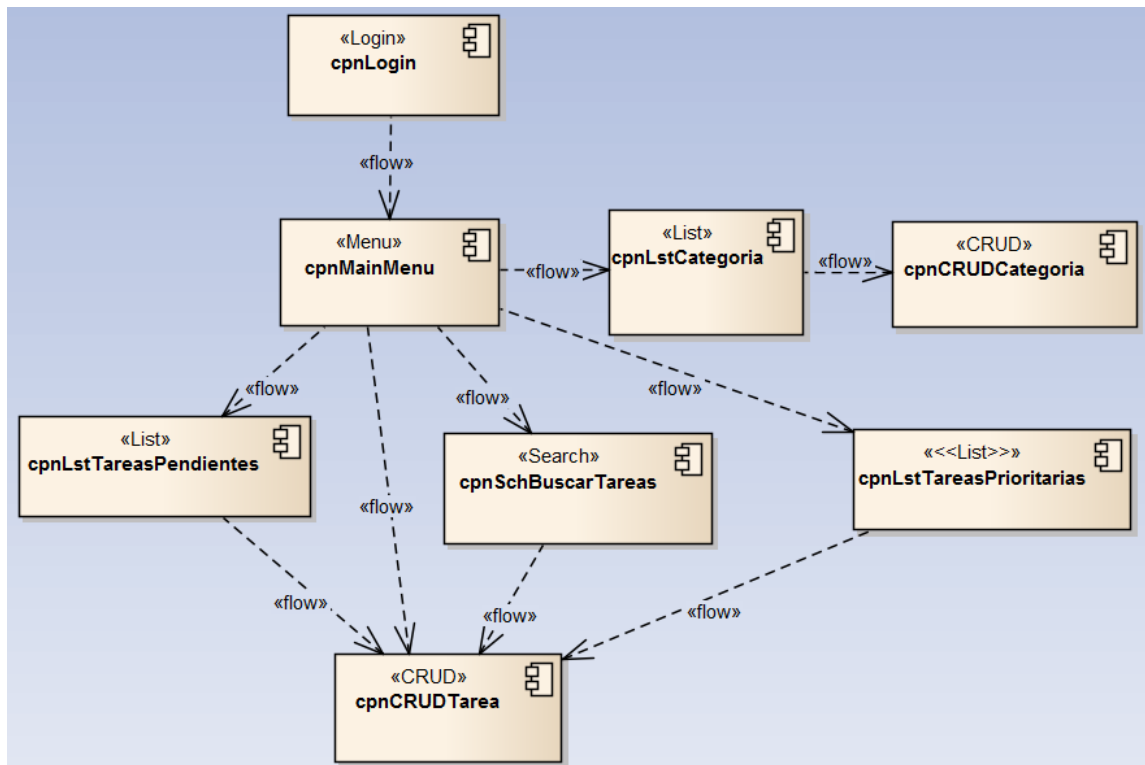 «Login»
cpnLogin
«flow»
«Menu»
cpnMainMenu
«flow»
«List»
cpnLstCategoria
«flow»
«CRUD»
cpnCRUDCategoria
«flow»
«flow»
«flow»
«flow»
«List»
cpnLstTareasPendientes
«Search»
cpnSchBuscarTareas
«<<List>>»
cpnLstTareasPrioritarias
«flow»
«flow»
«flow»
«CRUD»
cpnCRUDTarea